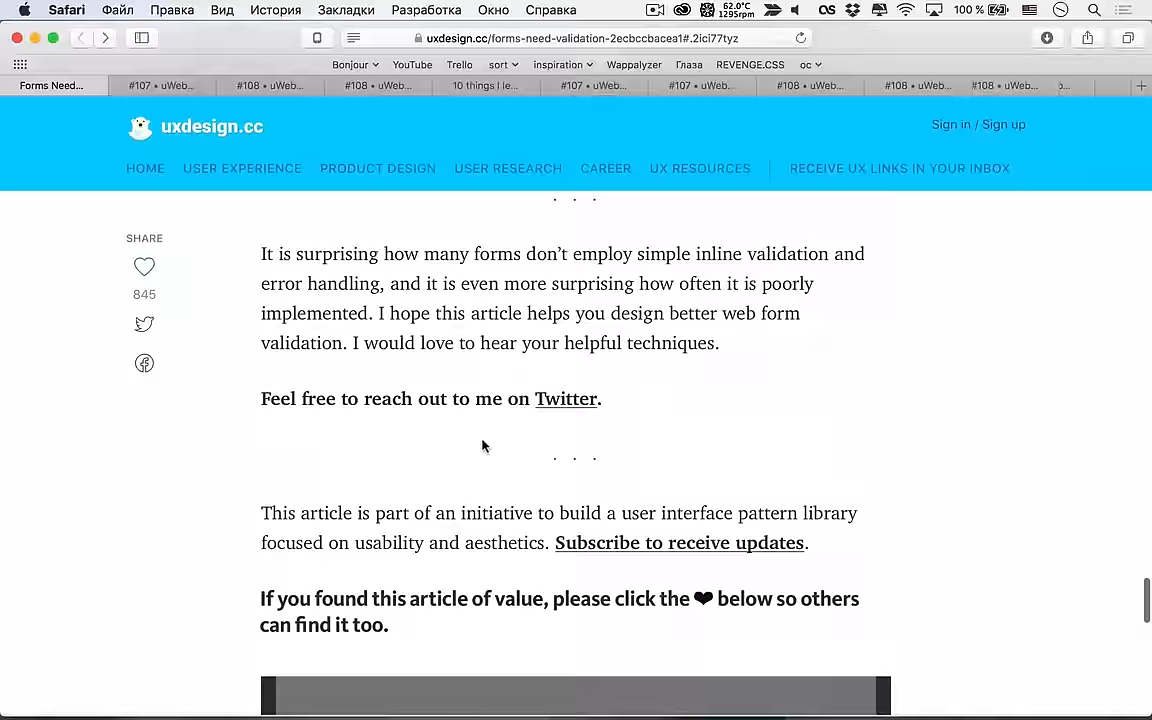 Safari Файл Правка Вид История Закладки Разработка Окно Справка 62.0°C 1295rpm 100 %
uxdesign.cc/forms-need-validation-2ecbccbacea1#.2ici77tyz
Bonjour YouTube Trello sort inspiration Wappalyzer Глаза REVENGE.CSS ос
Forms Need... #107 • uWeb... #108 • uWeb... #108 • uWeb... 10 things I le... #107 • uWeb... #107 • uWeb... #108 • uWeb... #108 • uWeb... #108 • uWeb...
uxdesign.cc Sign in / Sign up
HOME USER EXPERIENCE PRODUCT DESIGN USER RESEARCH CAREER UX RESOURCES RECEIVE UX LINKS IN YOUR INBOX
. . .
SHARE
845
It is surprising how many forms don’t employ simple inline validation and
error handling, and it is even more surprising how often it is poorly
implemented. I hope this article helps you design better web form
validation. I would love to hear your helpful techniques.
Feel free to reach out to me on Twitter.
. . .
This article is part of an initiative to build a user interface pattern library
focused on usability and aesthetics. Subscribe to receive updates.
If you found this article of value, please click the ❤ below so others
can find it too.